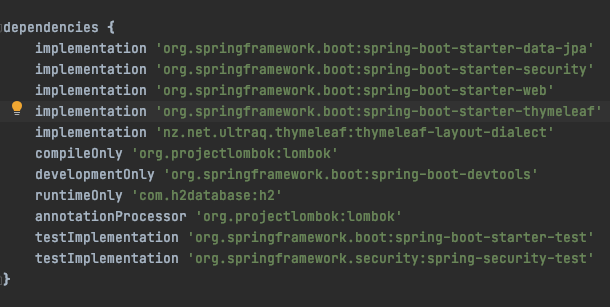 dependencies {
implementation 'org.springframework.boot:spring-boot-starter-data-jpa'
implementation 'org.springframework.boot:spring-boot-starter-security'
implementation 'org.springframework.boot:spring-boot-starter-web'
implementation 'org.springframework.boot:spring-boot-starter-thymeleaf'
implementation 'nz.net.ultraq.thymeleaf:thymeleaf-layout-dialect'
compileOnly 'org.projectlombok:lombok'
developmentOnly 'org.springframework.boot:spring-boot-devtools'
runtimeOnly 'com.h2database:h2'
annotationProcessor 'org.projectlombok:lombok'
testImplementation 'org.springframework.boot:spring-boot-starter-test'
testImplementation 'org.springframework.security:spring-security-test'
}